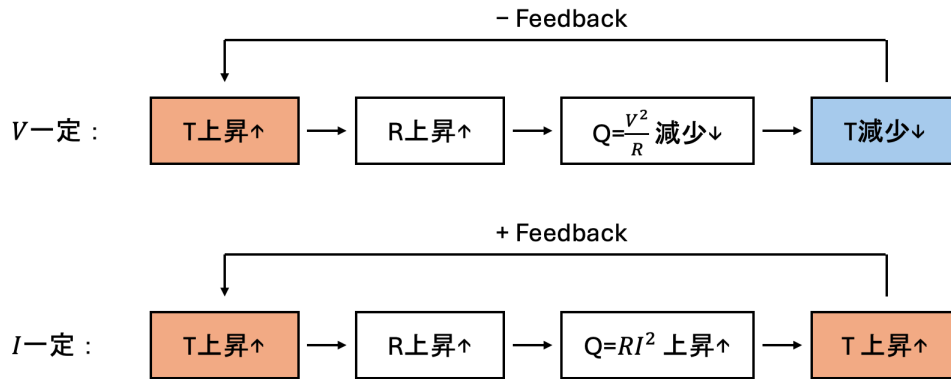 − Feedback
V一定： T上昇↑ R上昇↑ Q=V²/R 減少↓ T減少↓
+ Feedback
I一定： T上昇↑ R上昇↑ Q=RI² 上昇↑ T 上昇↑